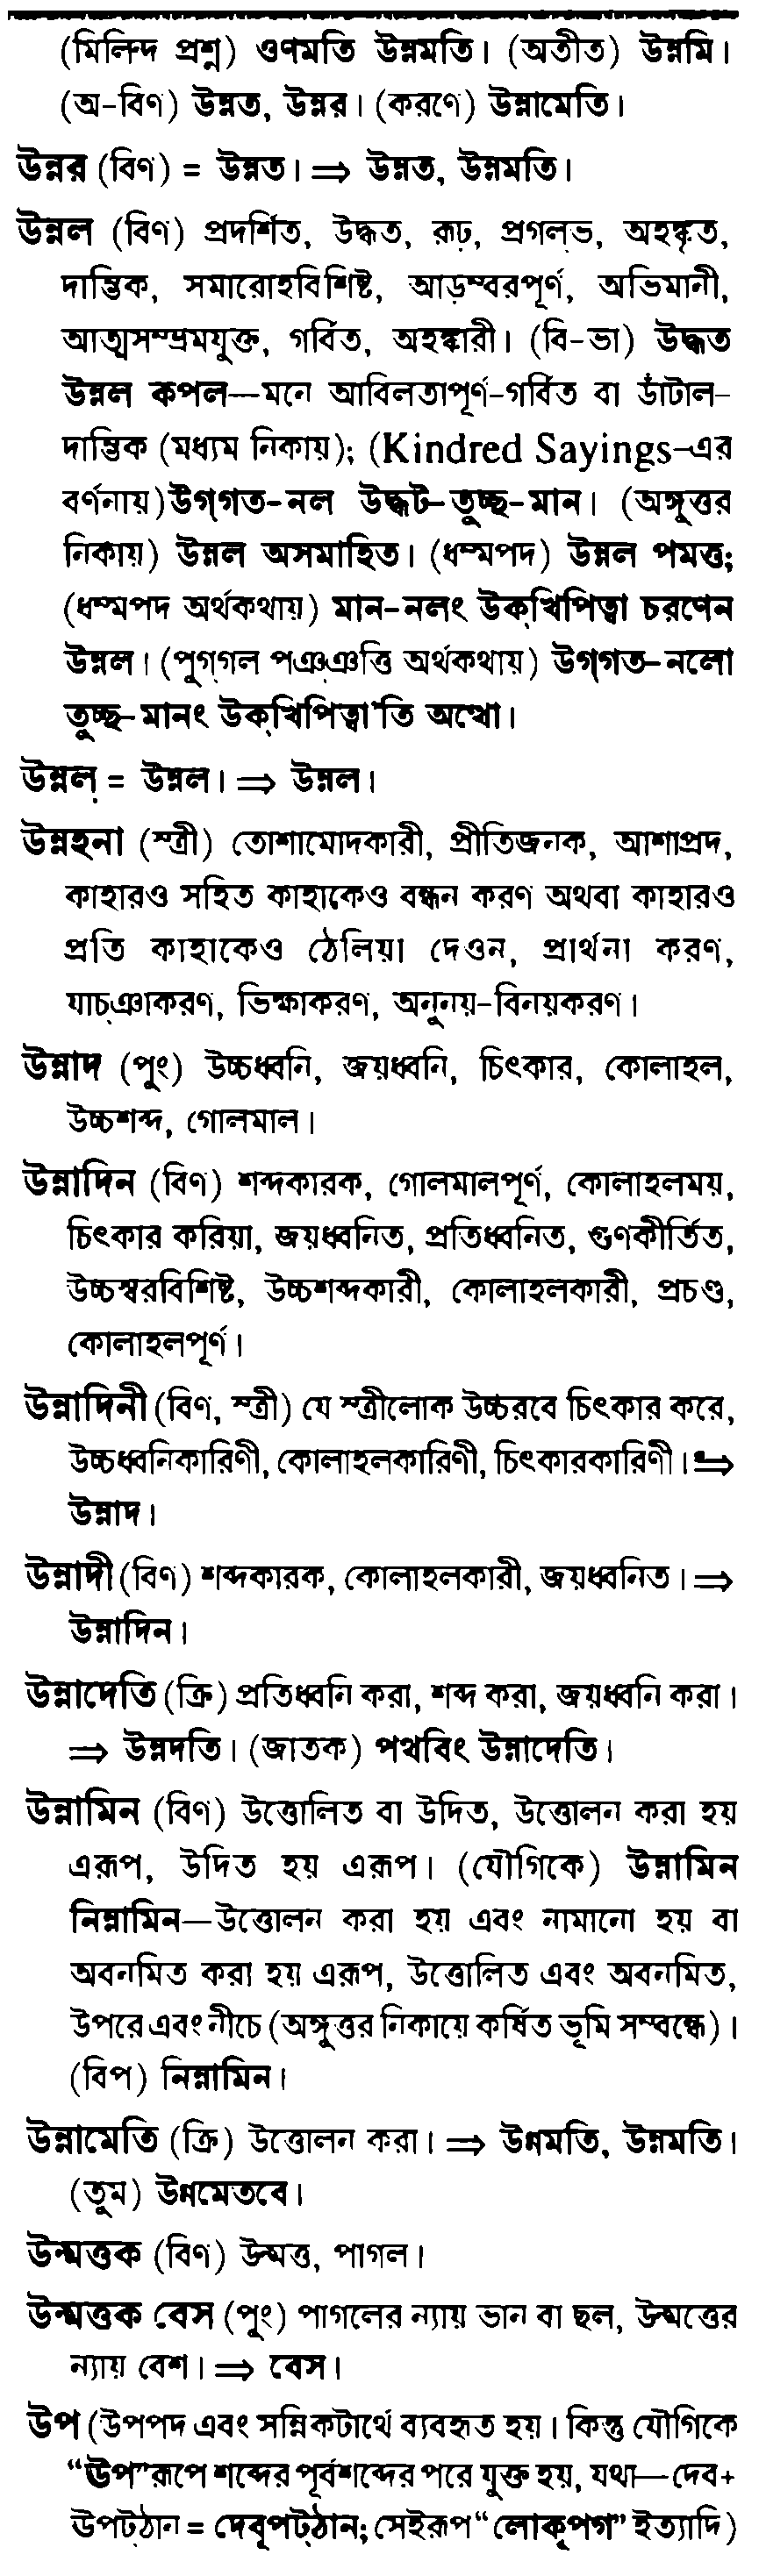 (মিলিন্দ প্রশ্ন) ওণমতি উন্নমতি। (অতীত) উন্নমি।
(অ-বিণ) উন্নত, উন্নর। (করণে) উন্নামেতি।
উন্নর (বিণ) = উন্নত। ⇒ উন্নত, উন্নমতি।
উন্নল (বিণ) প্রদর্শিত, উদ্ধত, রূঢ়, প্রগল্‌ভ, অহঙ্কৃত,
দাম্ভিক, সমারোহবিশিষ্ট, আড়ম্বরপূর্ণ, অভিমানী,
আত্মসম্ভ্রমযুক্ত, গর্বিত, অহঙ্কারী। (বি-ভা) উদ্ধত
উন্নল কপল—মনে আবিলতাপূর্ণ-গর্বিত বা ডাঁটাল-
দাম্ভিক (মধ্যম নিকায়); (Kindred Sayings-এর
বর্ণনায়) উগ্‌গত-নল উদ্ধট-তুচ্ছ-মান। (অঙ্গুত্তর
নিকায়) উন্নল অসমাহিত। (ধম্মপদ) উন্নল পমত্ত;
(ধম্মপদ অর্থকথায়) মান-নলং উক্‌খিপিত্বা চরণেন
উন্নল। (পুগ্‌গল পঞ্‌ঞত্তি অর্থকথায়) উগ্‌গত-নলো
তুচ্ছ-মানং উক্‌খিপিত্বা'তি অত্থো।
উন্নল্ = উন্নল। ⇒ উন্নল।
উন্নহনা (স্ত্রী) তোশামোদকারী, প্রীতিজনক, আশাপ্রদ,
কাহারও সহিত কাহাকেও বন্ধন করণ অথবা কাহারও
প্রতি কাহাকেও ঠেলিয়া দেওন, প্রার্থনা করণ,
যাচ্‌ঞাকরণ, ভিক্ষাকরণ, অনুনয়-বিনয়করণ।
উন্নাদ (পুং) উচ্চধ্বনি, জয়ধ্বনি, চিৎকার, কোলাহল,
উচ্চশব্দ, গোলমাল।
উন্নাদিন (বিণ) শব্দকারক, গোলমালপূর্ণ, কোলাহলময়,
চিৎকার করিয়া, জয়ধ্বনিত, প্রতিধ্বনিত, গুণকীর্তিত,
উচ্চস্বরবিশিষ্ট, উচ্চশব্দকারী, কোলাহলকারী, প্রচণ্ড,
কোলাহলপূর্ণ।
উন্নাদিনী (বিণ, স্ত্রী) যে স্ত্রীলোক উচ্চরবে চিৎকার করে,
উচ্চধ্বনিকারিণী, কোলাহলকারিণী, চিৎকারকারিণী। ⇒
উন্নাদ।
উন্নাদী (বিণ) শব্দকারক, কোলাহলকারী, জয়ধ্বনিত। ⇒
উন্নাদিন।
উন্নাদেতি (ক্রি) প্রতিধ্বনি করা, শব্দ করা, জয়ধ্বনি করা।
⇒ উন্নদতি। (জাতক) পথবিং উন্নাদেতি।
উন্নামিন (বিণ) উত্তোলিত বা উদিত, উত্তোলন করা হয়
এরূপ, উদিত হয় এরূপ। (যৌগিকে) উন্নামিন
নিন্নামিন—উত্তোলন করা হয় এবং নামানো হয় বা
অবনমিত করা হয় এরূপ, উত্তোলিত এবং অবনমিত,
উপরে এবং নীচে (অঙ্গুত্তর নিকায়ে কর্ষিত ভূমি সম্বন্ধে)।
(বিপ) নিন্নামিন।
উন্নামেতি (ক্রি) উত্তোলন করা। ⇒ উণ্ণমতি, উন্নমতি।
(তুম) উণ্ণমেতবে।
উন্মত্তক (বিণ) উন্মত্ত, পাগল।
উন্মত্তক বেস (পুং) পাগলের ন্যায় ভান বা ছল, উন্মত্তের
ন্যায় বেশ। ⇒ বেস।
উপ (উপপদ এবং সন্নিকটার্থে ব্যবহৃত হয়। কিন্তু যৌগিকে
“ঊপ”রূপে শব্দের পূর্বশব্দের পরে যুক্ত হয়, যথা—দেব+
ঊপট্‌ঠান = দেবূপট্‌ঠান; সেইরূপ “লোকূপগ” ইত্যাদি)